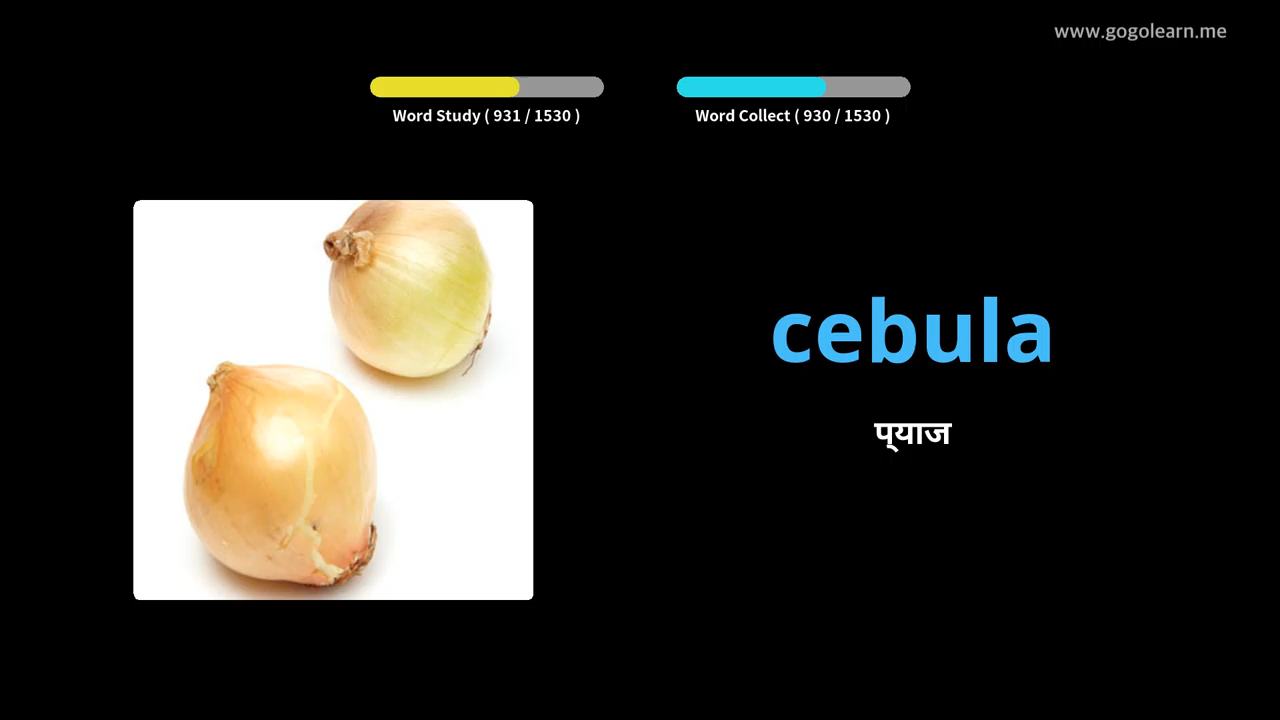 www.gogolearn.me
Word Study ( 931 / 1530 )
Word Collect ( 930 / 1530 )
cebula
प्याज